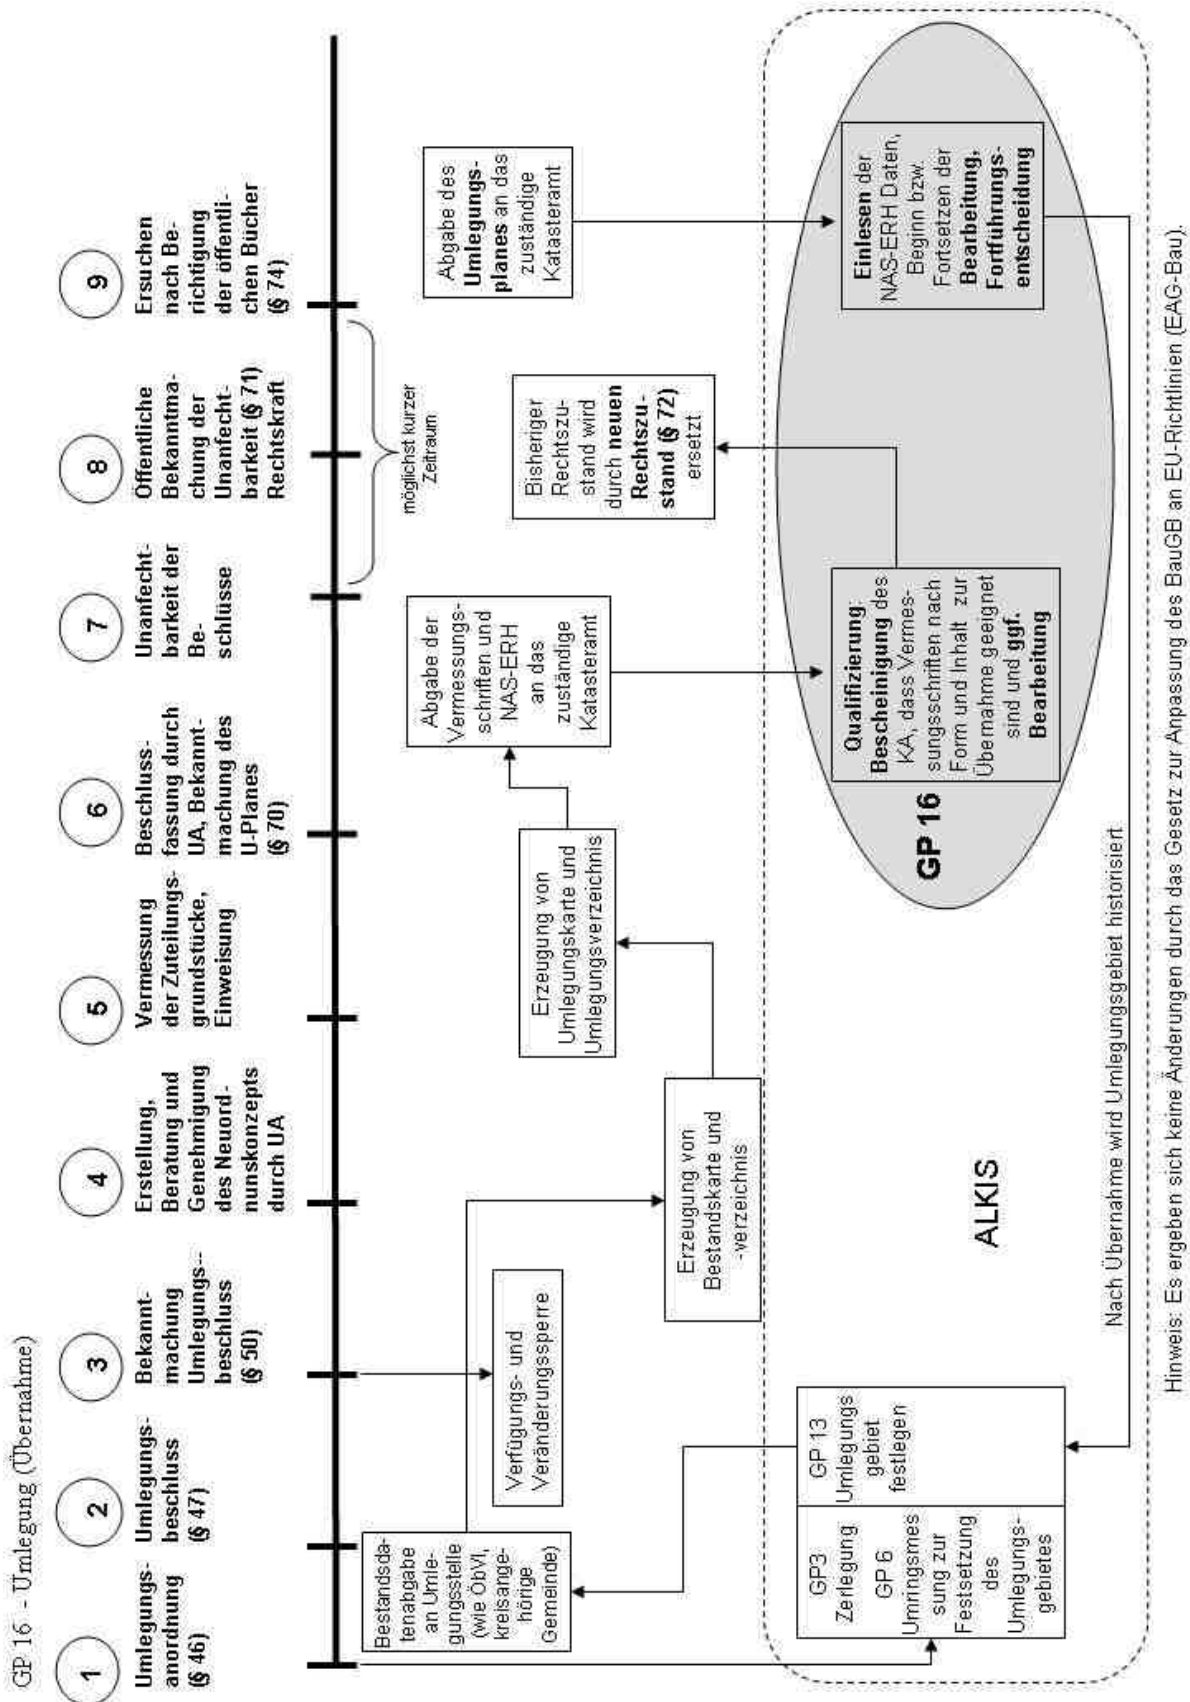 GP 16 - Umlegung (Übernahme)
1
Umlegungs-
anordnung
(§ 46)
2
Umlegungs-
beschluss
(§ 47)
3
Bekannt-
machung
Umlegungs--
beschluss
(§ 50)
4
Erstellung,
Beratung und
Genehmigung
des Neuord-
nunskonzepts
durch UA
5
Vermessung
der Zuteilungs-
grundstücke,
Einweisung
6
Beschluss-
fassung durch
UA, Bekannt-
machung des
U-Planes
(§ 70)
7
Unanfecht-
barkeit der
Be-
schlüsse
8
Öffentliche
Bekanntma-
chung der
Unanfecht-
barkeit (§ 71)
Rechtskraft
9
Ersuchen
nach Be-
richtigung
der öffentli-
chen Bücher
(§ 74)
möglichst kurzer
Zeitraum
Bestandsda-
tenabgabe
an Umle-
gungsstelle
(wie ÖbVI,
kreisange-
hörige
Gemeinde)
Verfügungs- und
Veränderungssperre
Erzeugung von
Bestandskarte und
-verzeichnis
Erzeugung von
Umlegungskarte und
Umlegungsverzeichnis
Abgabe der
Vermessungs-
schriften und
NAS-ERH
an das
zuständige
Katasteramt
Bisheriger
Rechtszu-
stand wird
durch neuen
Rechtszu-
stand (§ 72)
ersetzt
Abgabe des
Umlegungs-
planes an das
zuständige
Katasteramt
GP3
Zerlegung
GP 6
Umringsmes
sung zur
Festsetzung
des
Umlegungs-
gebietes
GP 13
Umlegungs
gebiet
festlegen
ALKIS
GP 16
Qualifizierung:
Bescheinigung des
KA, dass Vermes-
sungsschriften nach
Form und Inhalt zur
Übernahme geeignet
sind und ggf.
Bearbeitung
Einlesen der
NAS-ERH Daten,
Beginn bzw.
Fortsetzen der
Bearbeitung,
Fortführungs-
entscheidung
Nach Übernahme wird Umlegungsgebiet historisiert
Hinweis: Es ergeben sich keine Änderungen durch das Gesetz zur Anpassung des BauGB an EU-Richtlinien (EAG-Bau).